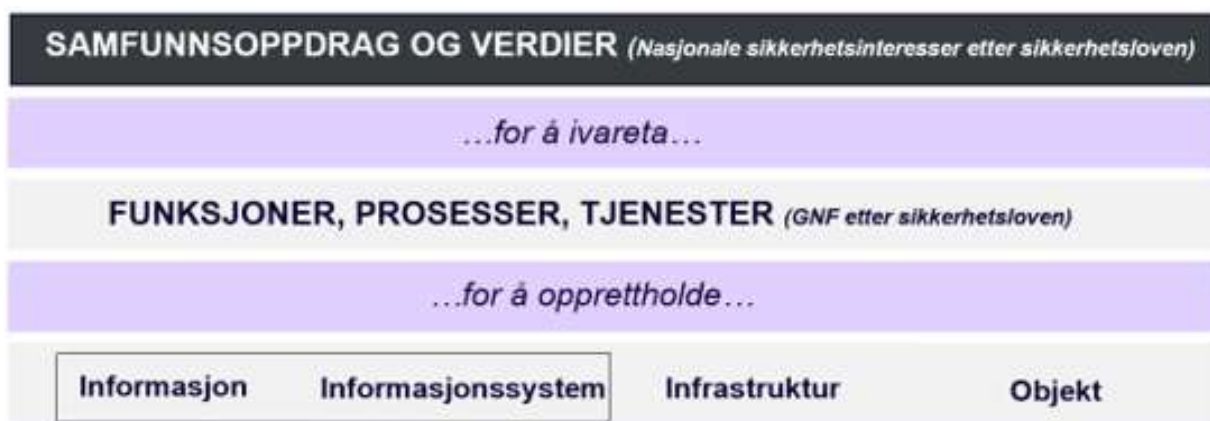 SAMFUNNSOPPDRAG OG VERDIER (Nasjonale sikkerhetsinteresser etter sikkerhetsloven)
…for å ivareta…
FUNKSJONER, PROSESSER, TJENESTER (GNF etter sikkerhetsloven)
…for å opprettholde…
Informasjon Informasjonssystem Infrastruktur Objekt